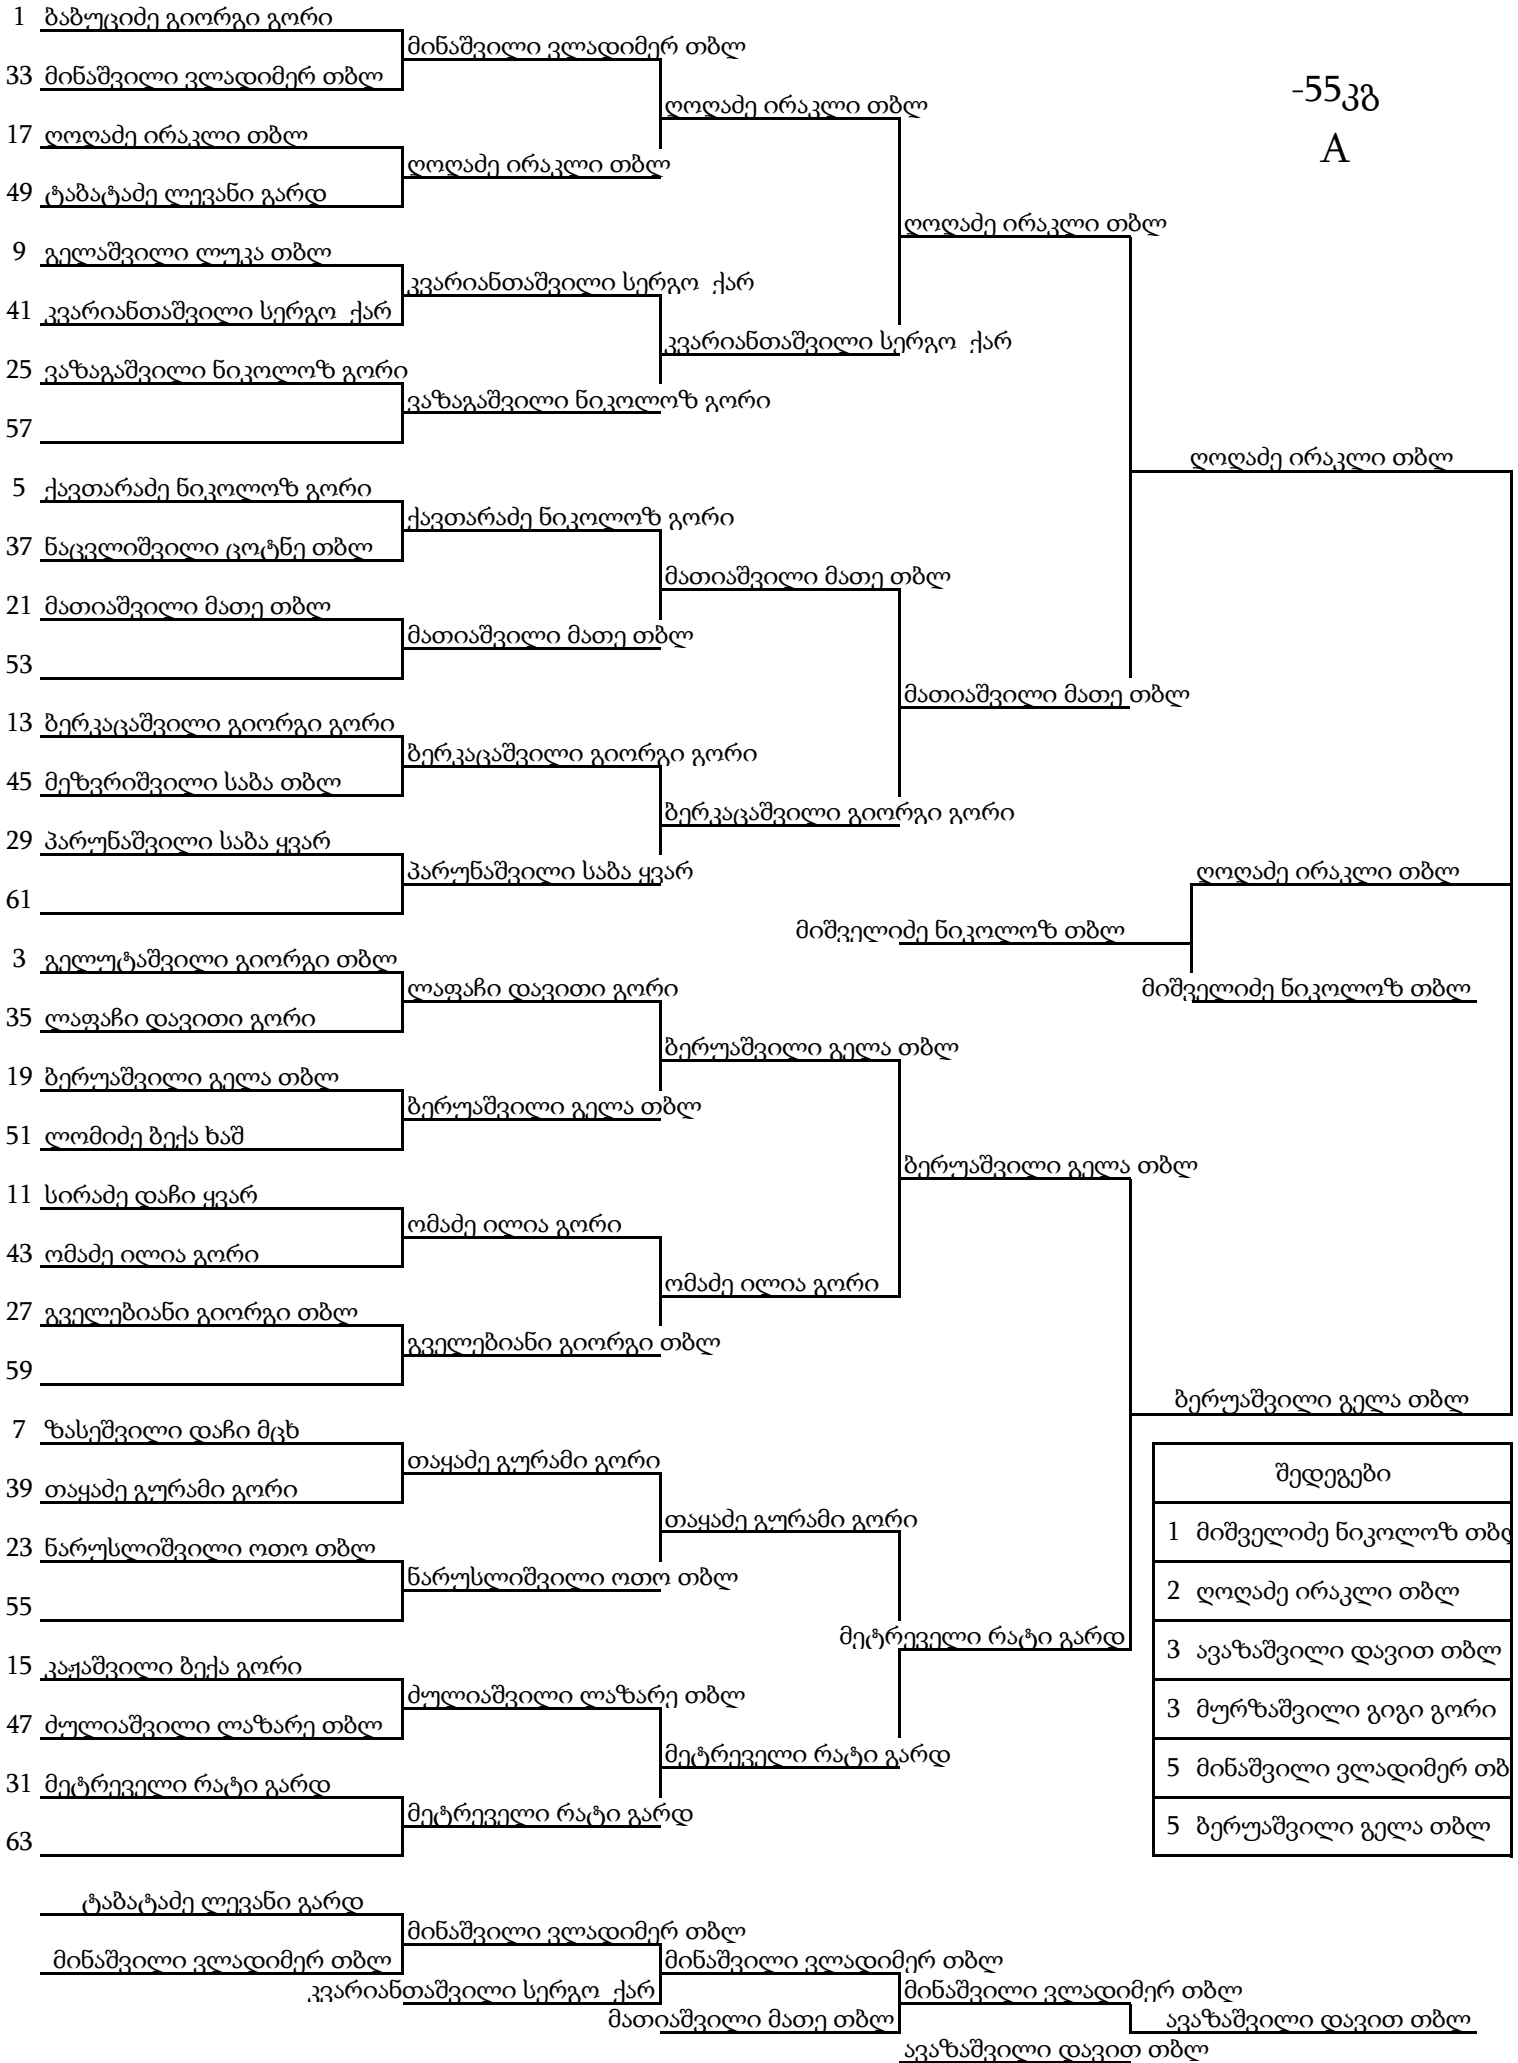 1 ბაბუციძე გიორგი გორი
მინაშვილი ვლადიმერ თბლ
33 მინაშვილი ვლადიმერ თბლ
-55კგ
ღოღაძე ირაკლი თბლ
17 ღოღაძე ირაკლი თბლ
A
ღოღაძე ირაკლი თბლ
49 ტაბატაძე ლევანი გარდ
ღოღაძე ირაკლი თბლ
9 გელაშვილი ლუკა თბლ
კვარიანთაშვილი სერგო ქარ
41 კვარიანთაშვილი სერგო ქარ
კვარიანთაშვილი სერგო ქარ
25 ვაზაგაშვილი ნიკოლოზ გორი
ვაზაგაშვილი ნიკოლოზ გორი
57
ღოღაძე ირაკლი თბლ
5 ქავთარაძე ნიკოლოზ გორი
ქავთარაძე ნიკოლოზ გორი
37 ნაცვლიშვილი ცოტნე თბლ
მათიაშვილი მათე თბლ
21 მათიაშვილი მათე თბლ
მათიაშვილი მათე თბლ
53
მათიაშვილი მათე თბლ
13 ბერკაცაშვილი გიორგი გორი
ბერკაცაშვილი გიორგი გორი
45 მეზვრიშვილი საბა თბლ
ბერკაცაშვილი გიორგი გორი
29 პარუნაშვილი საბა ყვარ
პარუნაშვილი საბა ყვარ
ღოღაძე ირაკლი თბლ
61
მიშველიძე ნიკოლოზ თბლ
3 გელუტაშვილი გიორგი თბლ
ლაფაჩი დავითი გორი
მიშველიძე ნიკოლოზ თბლ
35 ლაფაჩი დავითი გორი
ბერუაშვილი გელა თბლ
19 ბერუაშვილი გელა თბლ
ბერუაშვილი გელა თბლ
51 ლომიძე ბექა ხაშ
ბერუაშვილი გელა თბლ
11 სირაძე დაჩი ყვარ
ომაძე ილია გორი
43 ომაძე ილია გორი
ომაძე ილია გორი
27 გველებიანი გიორგი თბლ
გველებიანი გიორგი თბლ
59
ბერუაშვილი გელა თბლ
7 ზასეშვილი დაჩი მცხ
თაყაძე გურამი გორი
შედეგები
39 თაყაძე გურამი გორი
თაყაძე გურამი გორი
1 მიშველიძე ნიკოლოზ თბლ
23 ნარუსლიშვილი ოთო თბლ
ნარუსლიშვილი ოთო თბლ
2 ღოღაძე ირაკლი თბლ
55
მეტრეველი რატი გარდ
3 ავაზაშვილი დავით თბლ
15 კაჟაშვილი ბექა გორი
ძულიაშვილი ლაზარე თბლ
3 მურზაშვილი გიგი გორი
47 ძულიაშვილი ლაზარე თბლ
მეტრეველი რატი გარდ
5 მინაშვილი ვლადიმერ თბ
31 მეტრეველი რატი გარდ
მეტრეველი რატი გარდ
5 ბერუაშვილი გელა თბლ
63
ტაბატაძე ლევანი გარდ
მინაშვილი ვლადიმერ თბლ
მინაშვილი ვლადიმერ თბლ
მინაშვილი ვლადიმერ თბლ
კვარიანთაშვილი სერგო ქარ
მინაშვილი ვლადიმერ თბლ
მათიაშვილი მათე თბლ
ავაზაშვილი დავით თბლ
ავაზაშვილი დავით თბლ